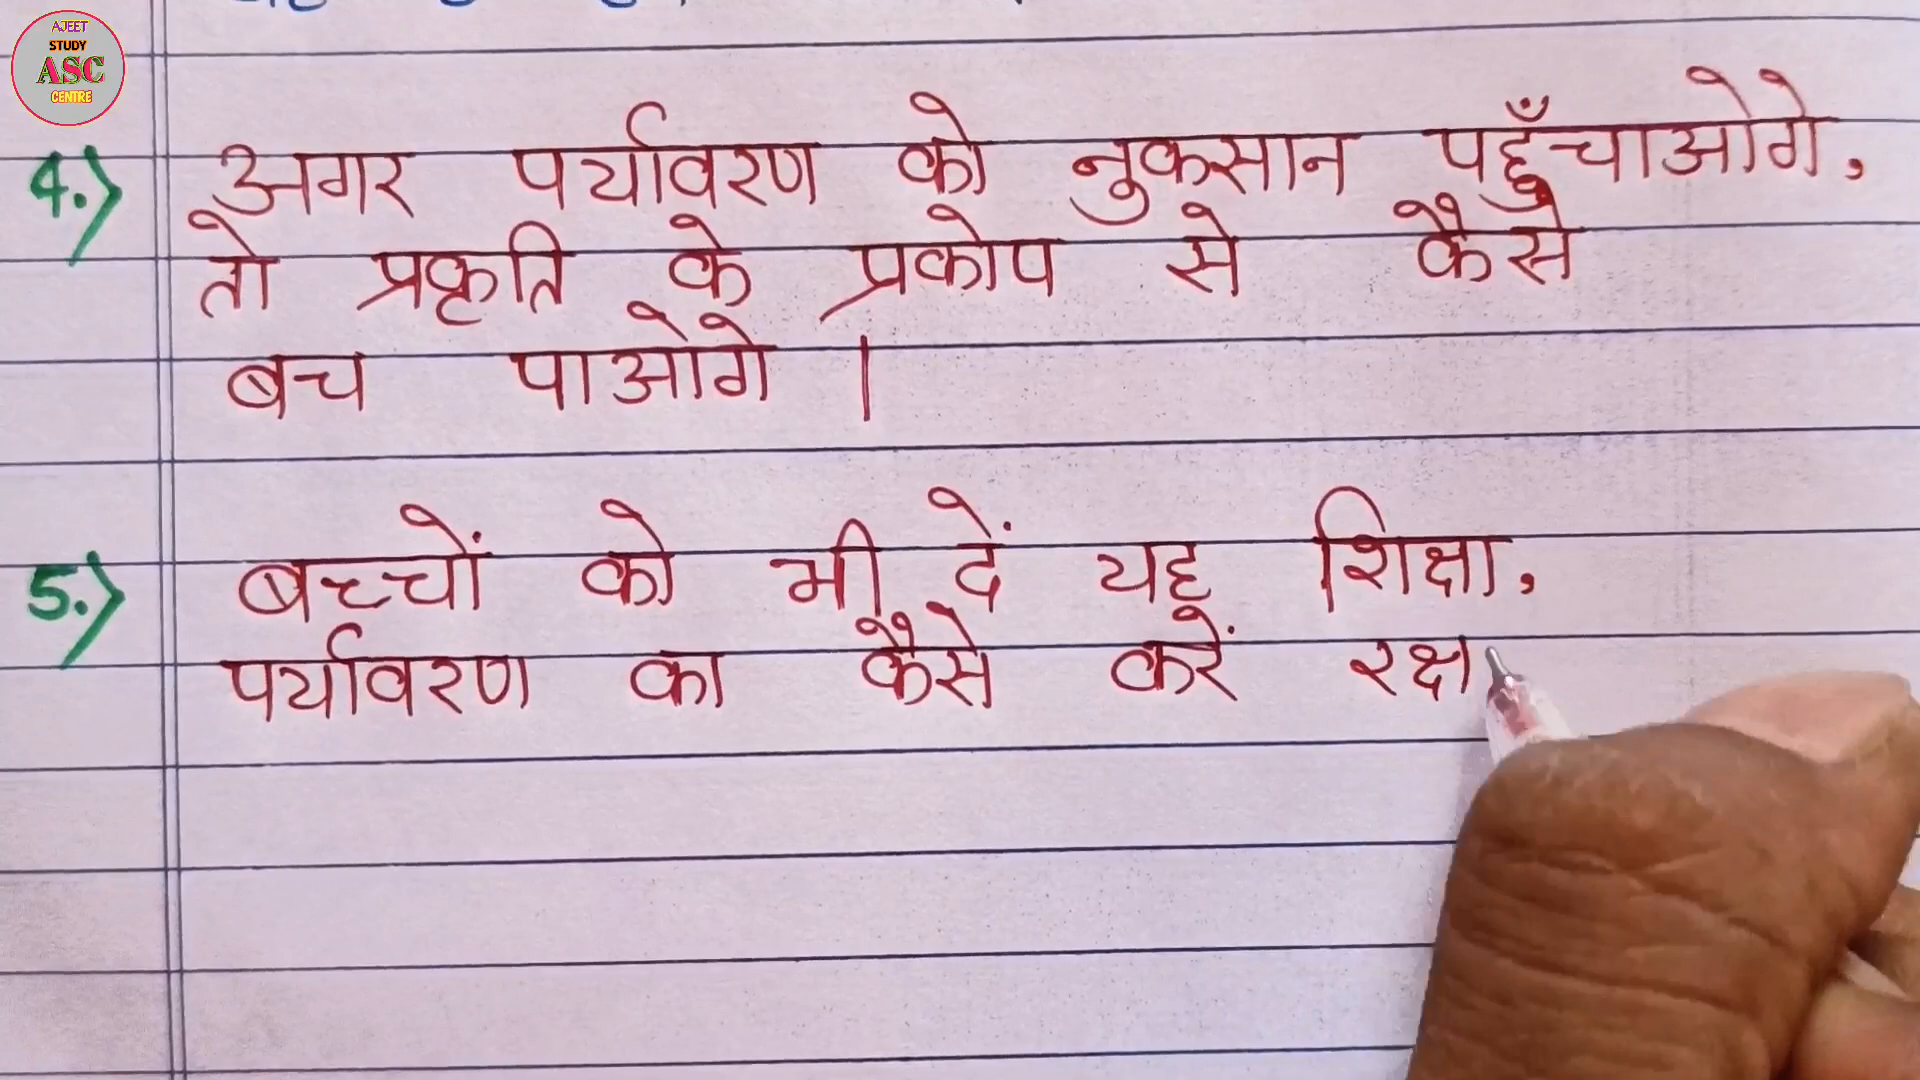 AJEET
STUDY
ASC
CENTRE
4.) अगर पर्यावरण को नुकसान पहुँचाओगे,
तो प्रकृति के प्रकोप से कैसे
बच पाओगे ।
5.) बच्चों को भी दें यह शिक्षा,
पर्यावरण का कैसे करें रक्ष